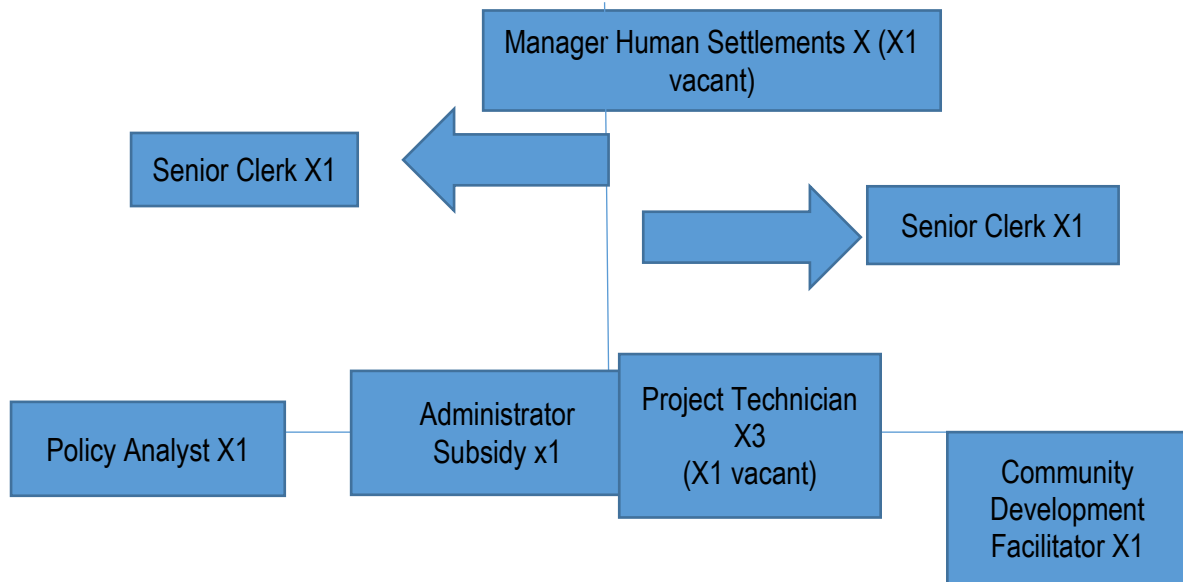 Manager Human Settlements X (X1
vacant)
Senior Clerk X1
Senior Clerk X1
Policy Analyst X1
Administrator
Subsidy x1
Project Technician
X3
(X1 vacant)
Community
Development
Facilitator X1